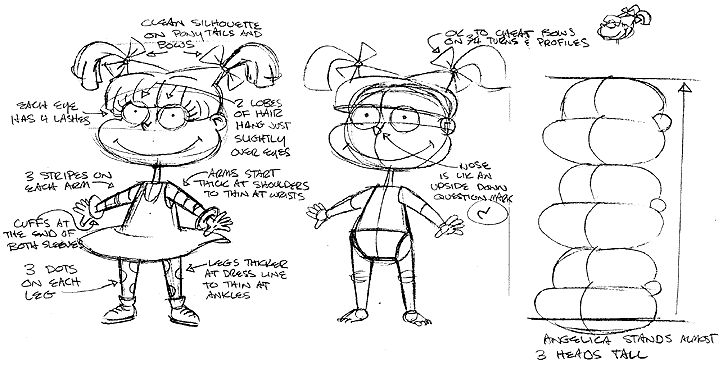 CLEAN SILHOUETTE
ON PONYTAILS AND
BOWS
OK TO CHEAT BOWS
ON 3/4 TURNS & PROFILES
EACH EYE
HAS 4 LASHES
2 LOBES
OF HAIR
HANG JUST
SLIGHTLY
OVER EYES
3 STRIPES ON
EACH ARM
ARMS START
THICK AT SHOULDERS
TO THIN AT WRISTS
NOSE
IS LIK AN
UPSIDE DOWN
QUESTION MARK
CUFFS AT
THE END OF
BOTH SLEEVES
3 DOTS
ON EACH
LEG
LEGS THICKER
AT DRESS LINE
TO THIN AT
ANKLES
ANGELICA STANDS ALMOST
3 HEADS TALL